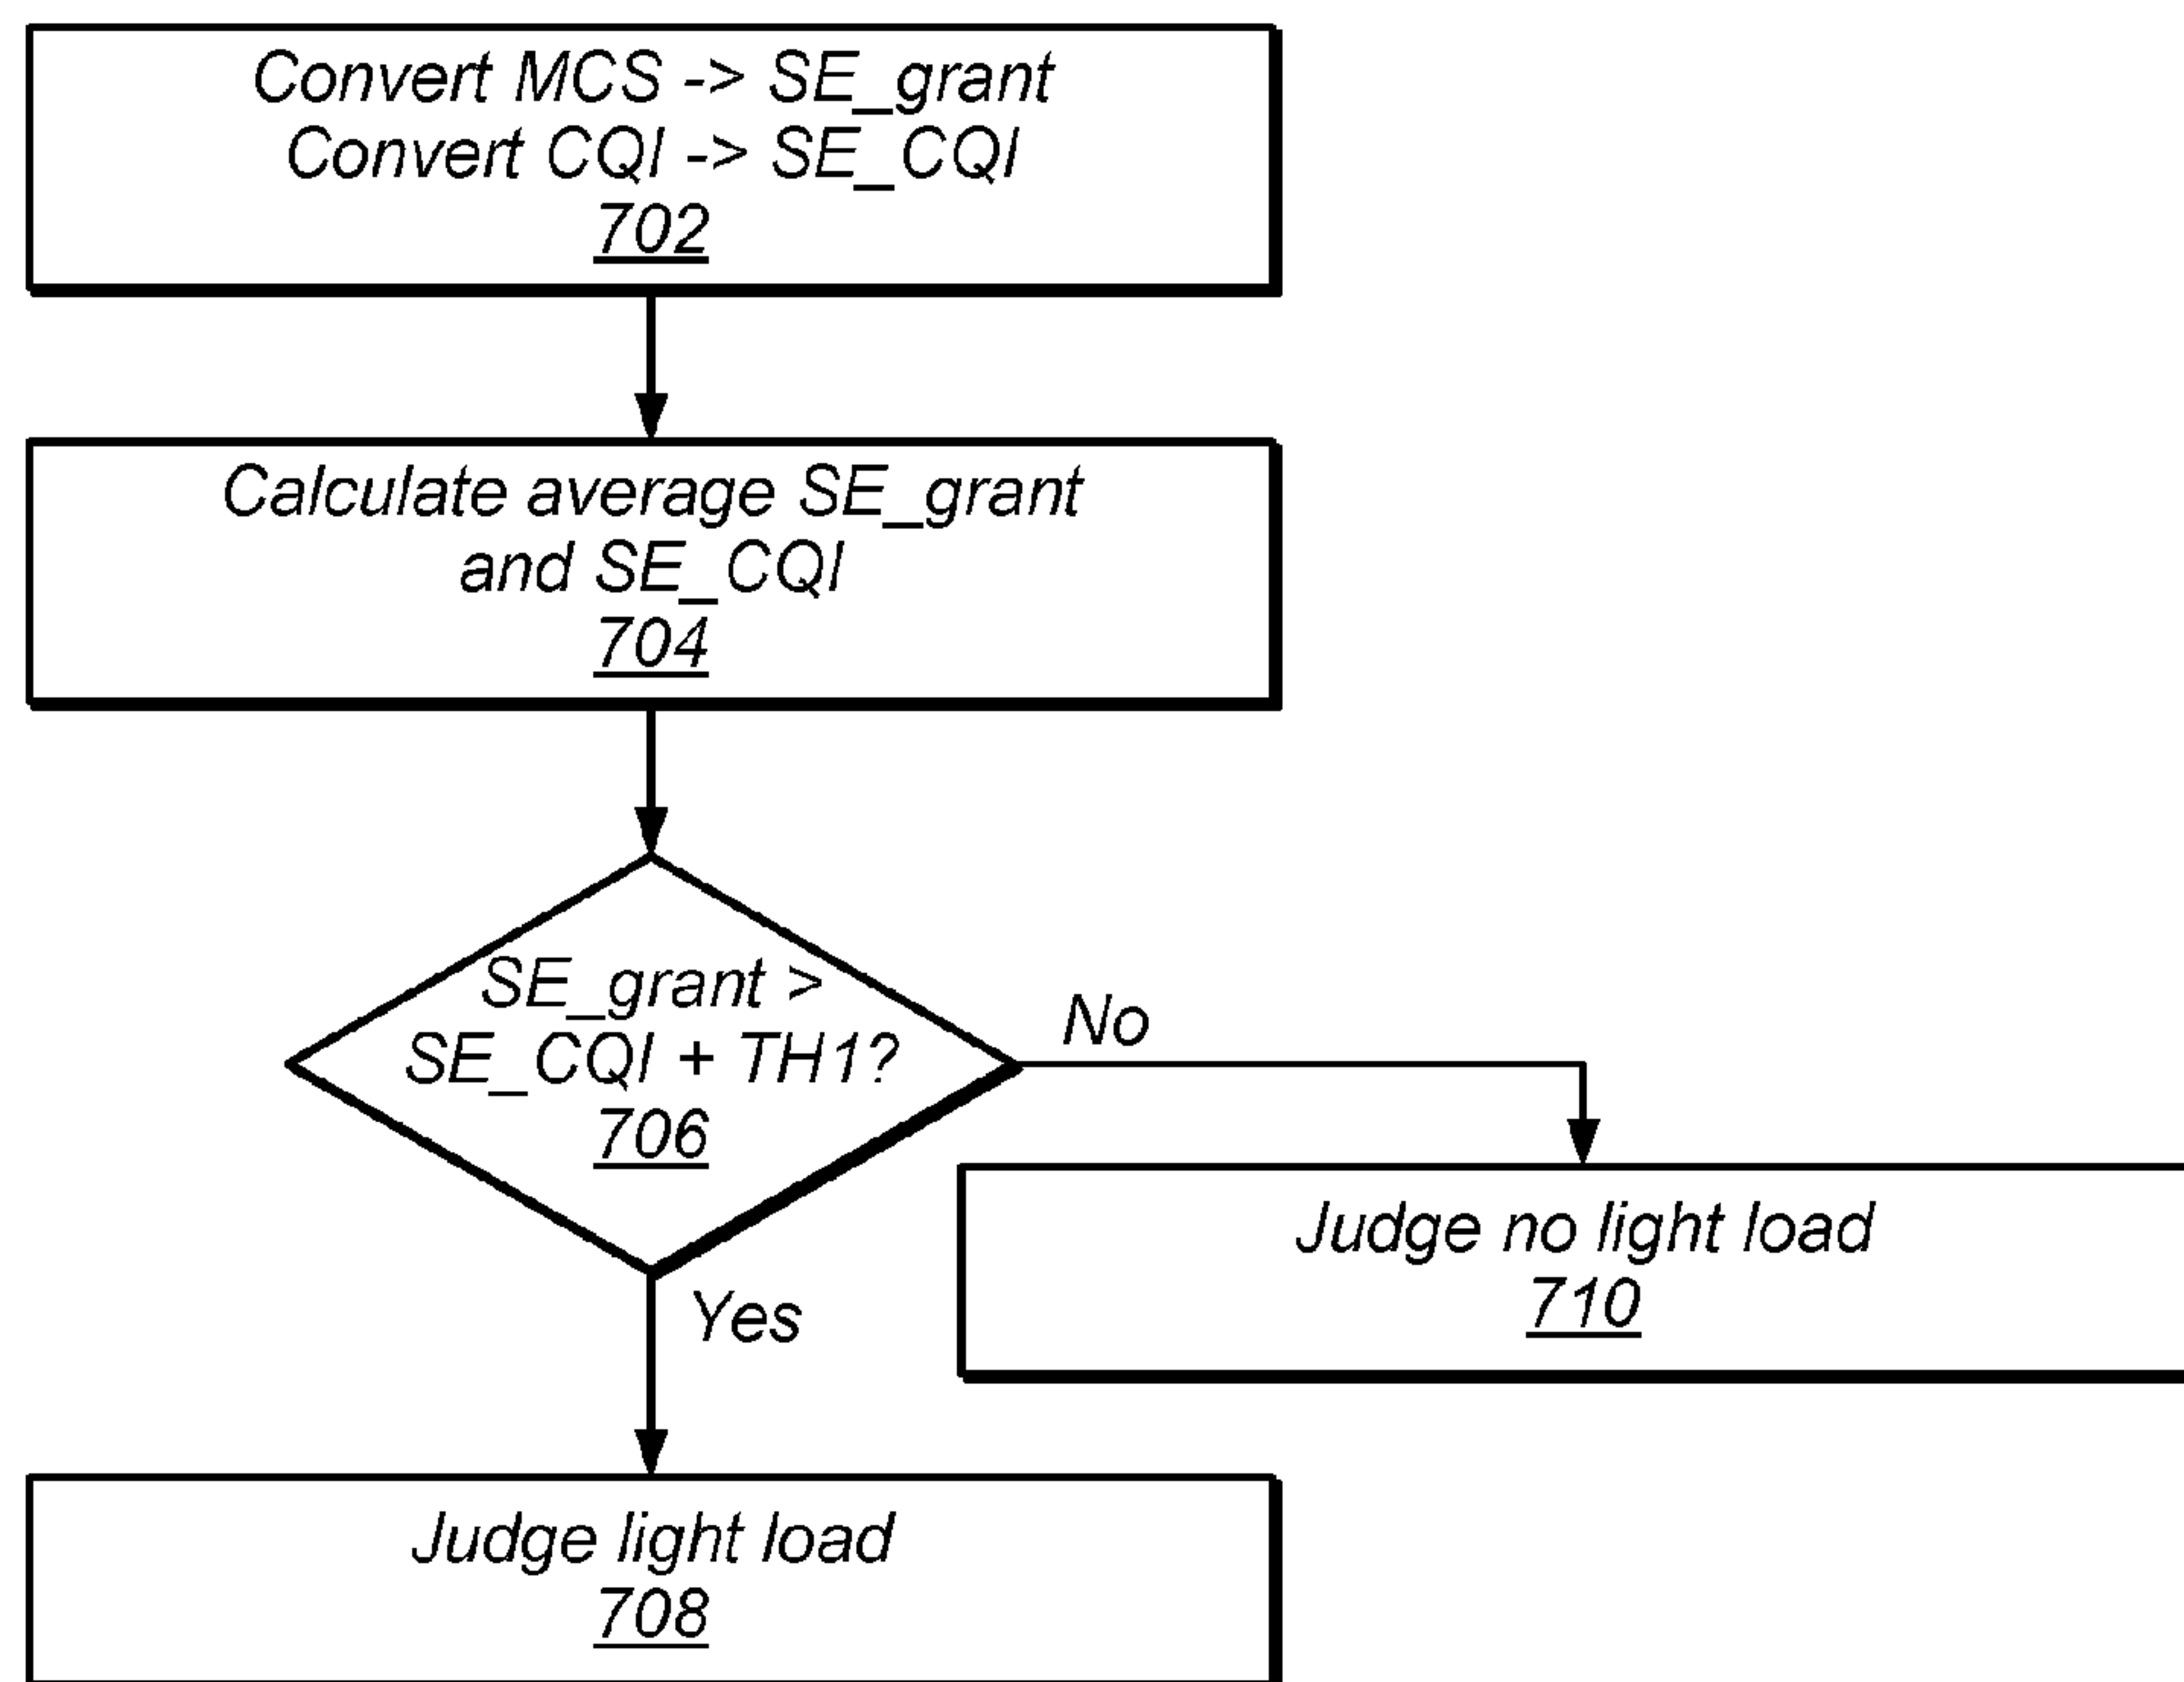 Convert MCS -> SE_grant
Convert CQI -> SE_CQI
702
Calculate average SE_grant
and SE_CQI
704
SE_grant >
SE_CQI + TH1?
706
No
Judge no light load
710
Yes
Judge light load
708